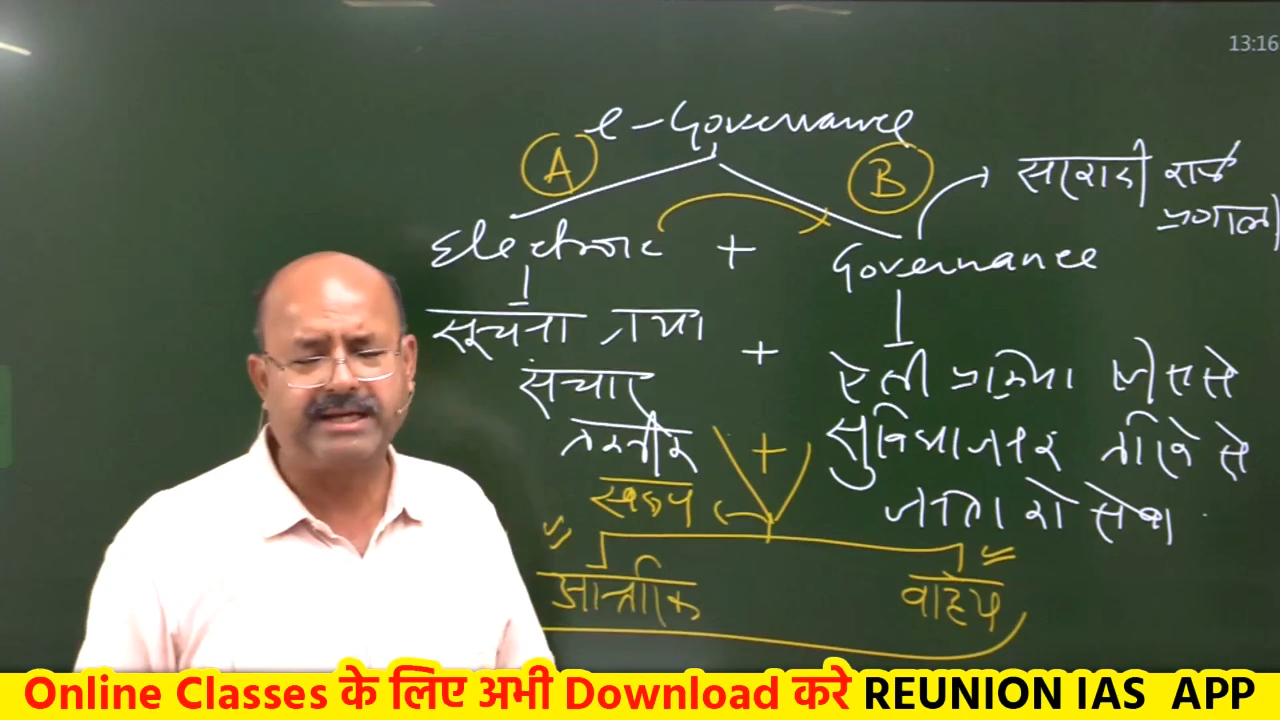 13:16
e-Governance
A
B
सरकारी कार्य
प्रणाली
Electronic + Governance
सूचना तथा
संचार
तकनीक
+
ऐसी प्रक्रिया जिससे
सुविधाजनक तरीके से
जनता को सेवा
+
स्वरूप
आन्तरिक
वाह्य
Online Classes के लिए अभी Download करे REUNION IAS APP